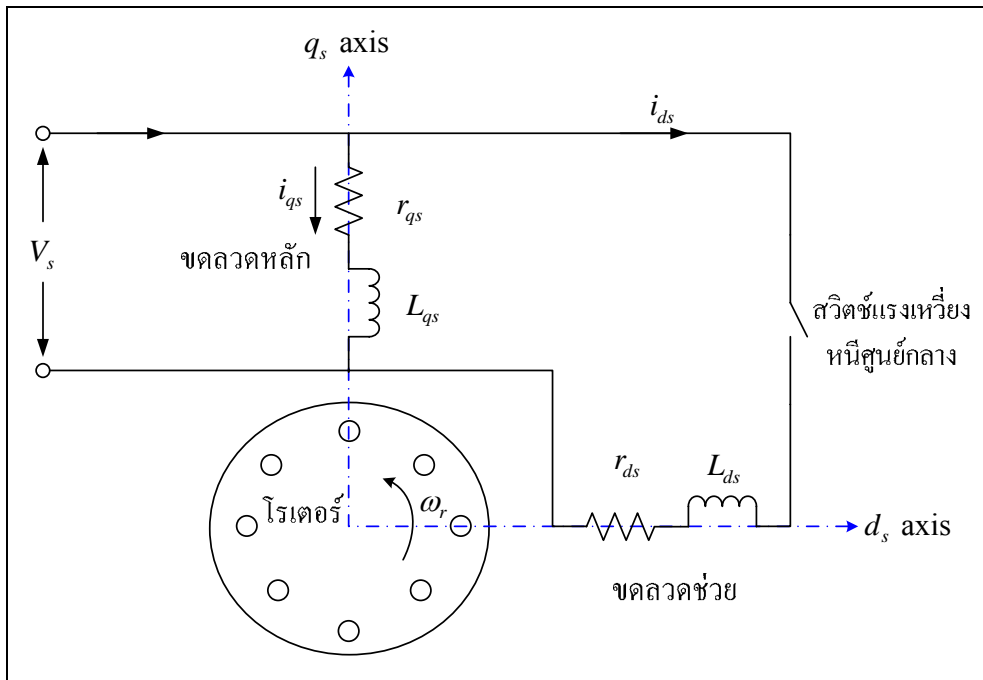 q_s axis
i_ds
i_qs
r_qs
V_s
ขดลวดหลัก
L_qs
สวิตช์แรงเหวี่ยง
หนีศูนย์กลาง
r_ds
L_ds
โรเตอร์
ω_r
d_s axis
ขดลวดช่วย